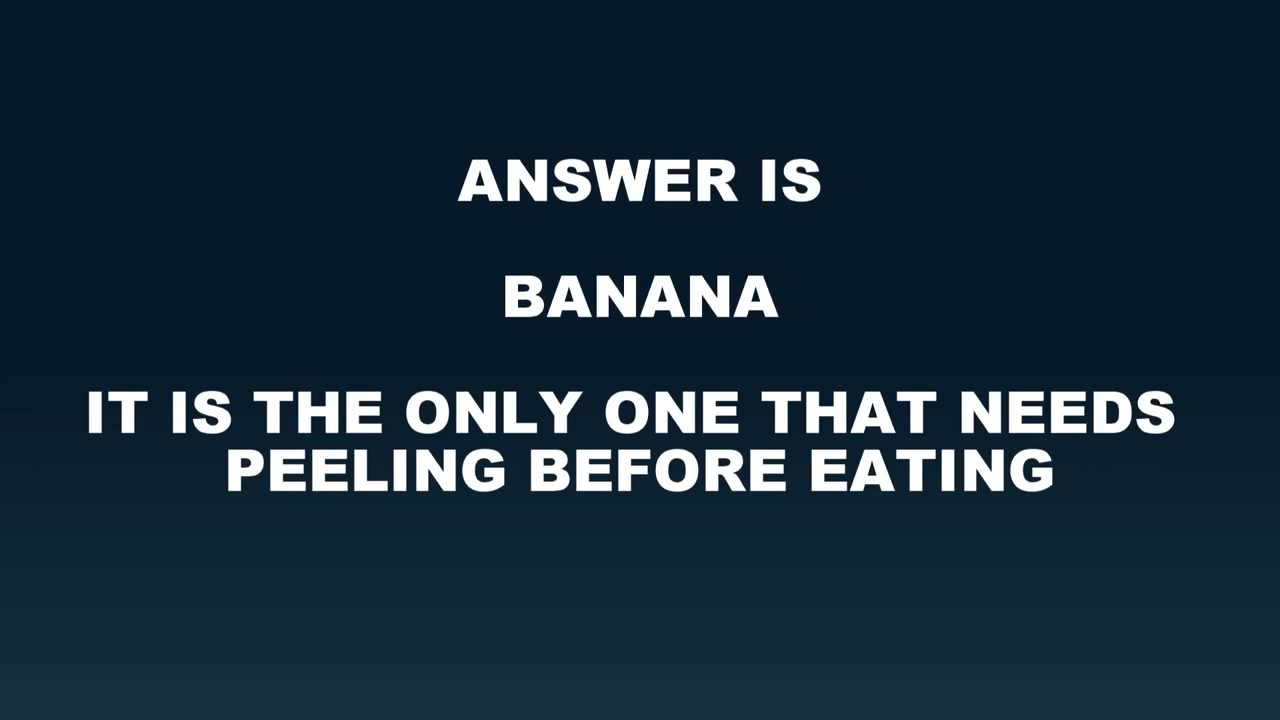 ANSWER IS
BANANA
IT IS THE ONLY ONE THAT NEEDS
PEELING BEFORE EATING